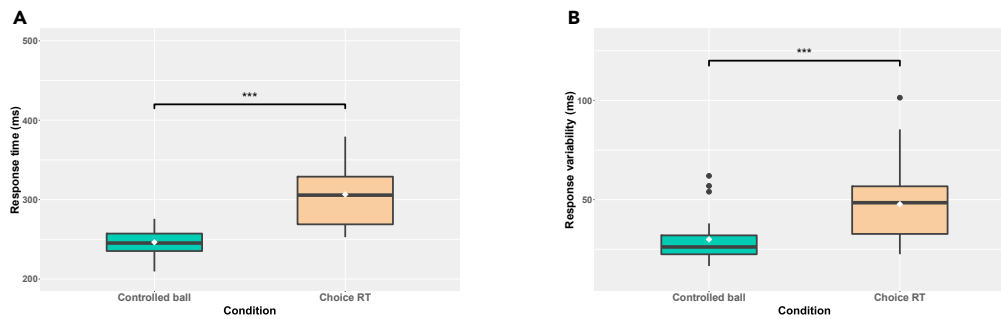 A
Response time (ms)
500
400
300
200
***
Controlled ball
Choice RT
Condition
B
Response variability (ms)
100
50
***
Controlled ball
Choice RT
Condition